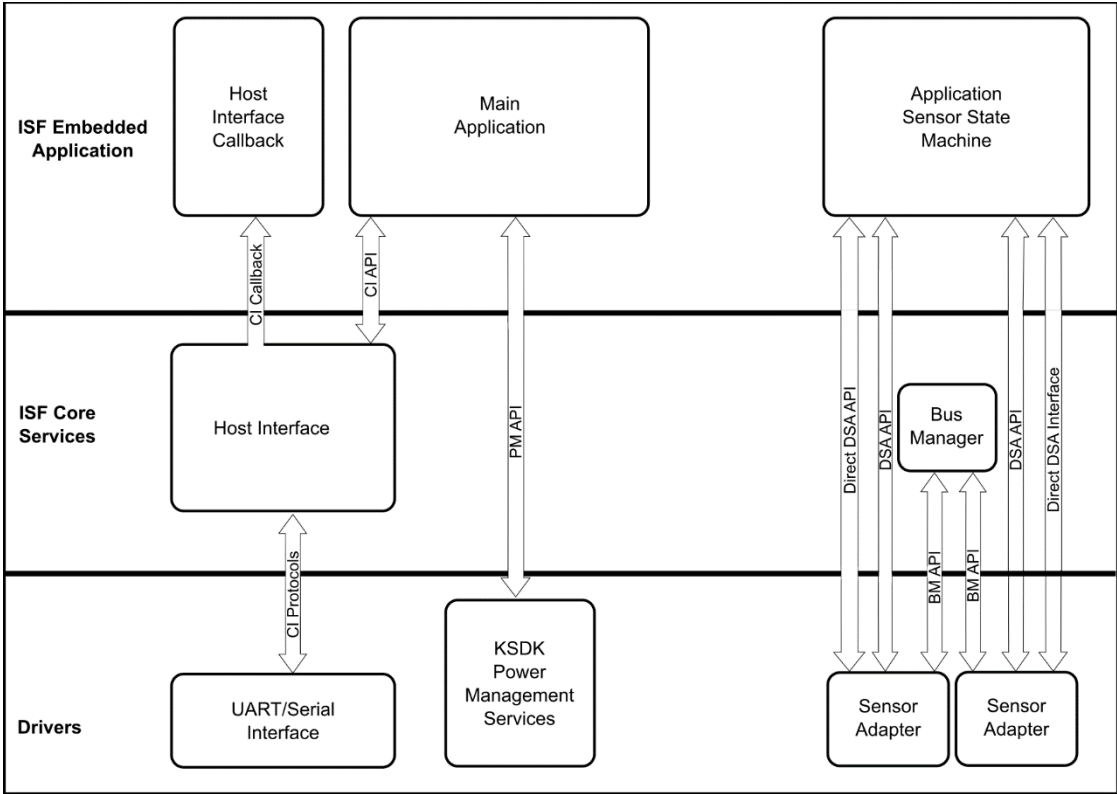 ISF Embedded
Application
Host
Interface
Callback
Main
Application
Application
Sensor State
Machine
CI Callback
CI API
PM API
Direct DSA API
DSA API
DSA API
Direct DSA Interface
ISF Core
Services
Host Interface
Bus
Manager
CI Protocols
BM API
BM API
Drivers
UART/Serial
Interface
KSDK
Power
Management
Services
Sensor
Adapter
Sensor
Adapter